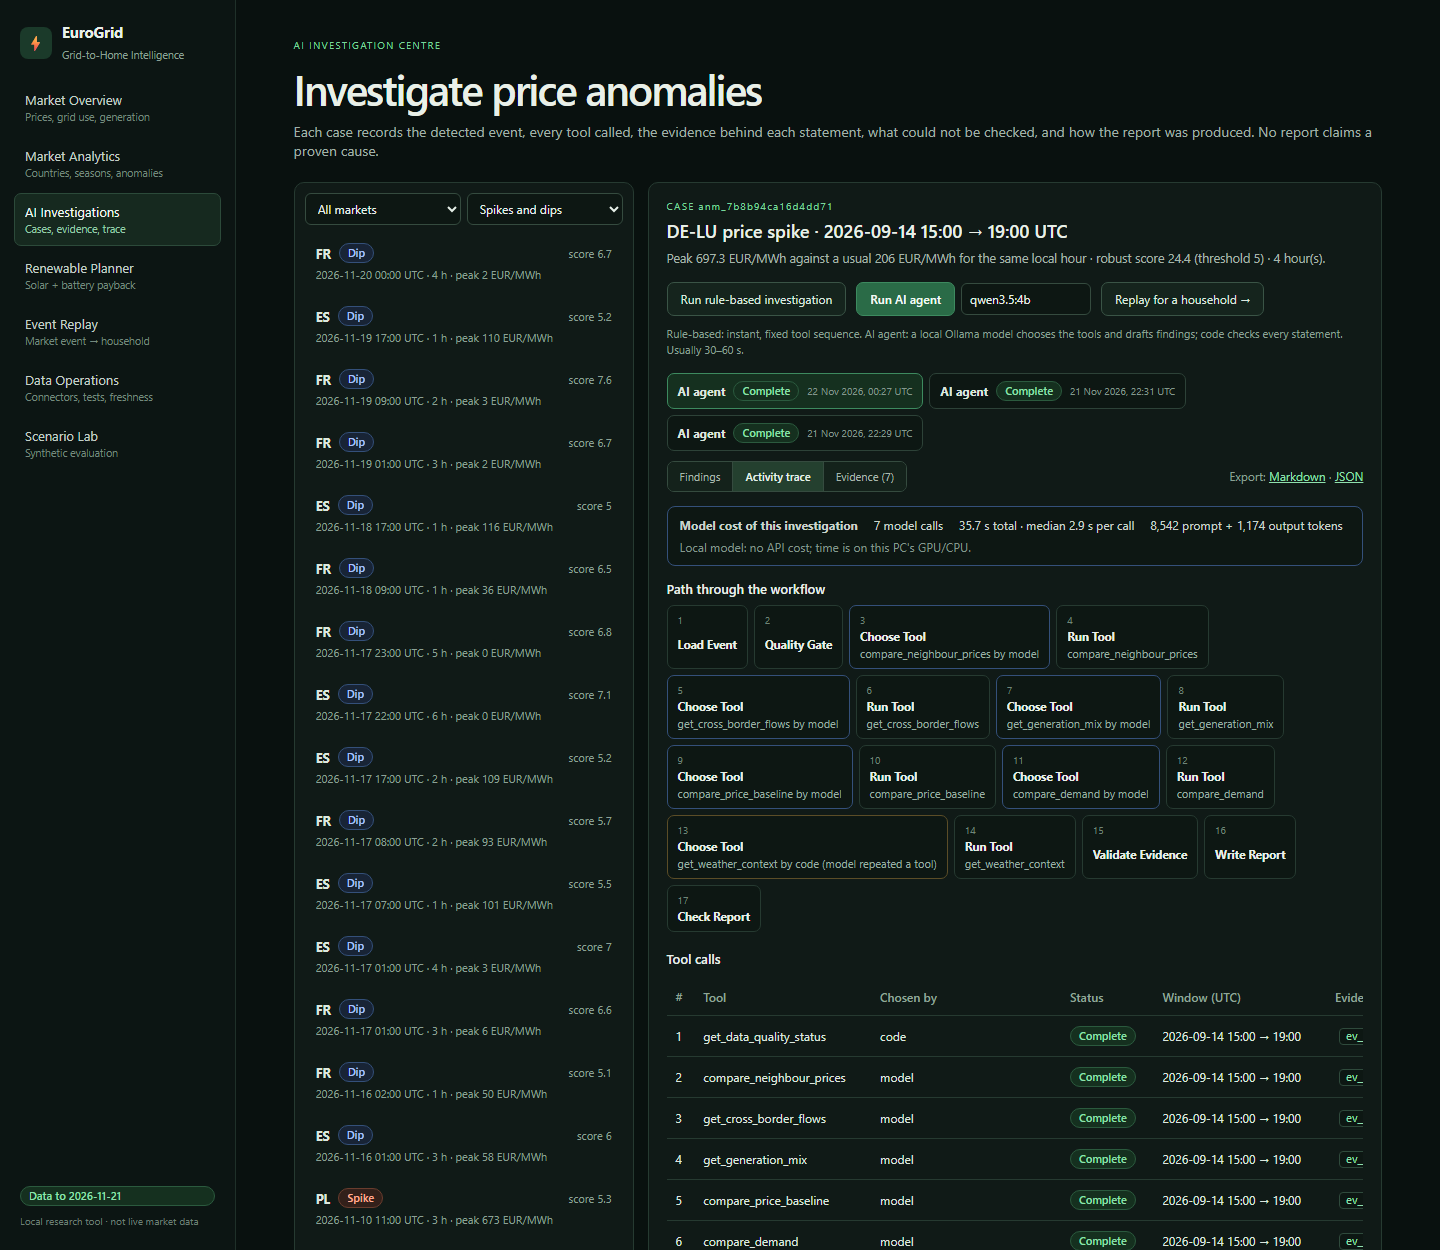 EuroGrid
Grid-to-Home Intelligence
Market Overview
Prices, grid use, generation
Market Analytics
Countries, seasons, anomalies
AI Investigations
Cases, evidence, trace
Renewable Planner
Solar + battery payback
Event Replay
Market event → household
Data Operations
Connectors, tests, freshness
Scenario Lab
Synthetic evaluation
Data to 2026-11-21
Local research tool · not live market data
AI INVESTIGATION CENTRE
Investigate price anomalies
Each case records the detected event, every tool called, the evidence behind each statement, what could not be checked, and how the report was produced. No report claims a
proven cause.
All markets
Spikes and dips
FR Dip score 6.7
2026-11-20 00:00 UTC · 4 h · peak 2 EUR/MWh
ES Dip score 5.2
2026-11-19 17:00 UTC · 1 h · peak 110 EUR/MWh
FR Dip score 7.6
2026-11-19 09:00 UTC · 2 h · peak 3 EUR/MWh
FR Dip score 6.7
2026-11-19 01:00 UTC · 3 h · peak 2 EUR/MWh
ES Dip score 5
2026-11-18 17:00 UTC · 1 h · peak 116 EUR/MWh
FR Dip score 6.5
2026-11-18 09:00 UTC · 1 h · peak 36 EUR/MWh
FR Dip score 6.8
2026-11-17 23:00 UTC · 5 h · peak 0 EUR/MWh
ES Dip score 7.1
2026-11-17 22:00 UTC · 6 h · peak 0 EUR/MWh
ES Dip score 5.2
2026-11-17 17:00 UTC · 2 h · peak 109 EUR/MWh
FR Dip score 5.7
2026-11-17 08:00 UTC · 2 h · peak 93 EUR/MWh
ES Dip score 5.5
2026-11-17 07:00 UTC · 1 h · peak 101 EUR/MWh
ES Dip score 7
2026-11-17 01:00 UTC · 4 h · peak 3 EUR/MWh
FR Dip score 6.6
2026-11-17 01:00 UTC · 3 h · peak 6 EUR/MWh
FR Dip score 5.1
2026-11-16 02:00 UTC · 1 h · peak 50 EUR/MWh
ES Dip score 6
2026-11-16 01:00 UTC · 3 h · peak 58 EUR/MWh
PL Spike score 5.3
2026-11-10 11:00 UTC · 3 h · peak 673 EUR/MWh
CASE anm_7b8b94ca16d4dd71
DE-LU price spike · 2026-09-14 15:00 → 19:00 UTC
Peak 697.3 EUR/MWh against a usual 206 EUR/MWh for the same local hour · robust score 24.4 (threshold 5) · 4 hour(s).
Run rule-based investigation
Run AI agent
qwen3.5:4b
Replay for a household →
Rule-based: instant, fixed tool sequence. AI agent: a local Ollama model chooses the tools and drafts findings; code checks every statement.
Usually 30–60 s.
AI agent Complete 22 Nov 2026, 00:27 UTC
AI agent Complete 21 Nov 2026, 22:31 UTC
AI agent Complete 21 Nov 2026, 22:29 UTC
Findings Activity trace Evidence (7)
Export: Markdown · JSON
Model cost of this investigation 7 model calls 35.7 s total · median 2.9 s per call 8,542 prompt + 1,174 output tokens
Local model: no API cost; time is on this PC's GPU/CPU.
Path through the workflow
1
Load Event
2
Quality Gate
3
Choose Tool
compare_neighbour_prices by model
4
Run Tool
compare_neighbour_prices
5
Choose Tool
get_cross_border_flows by model
6
Run Tool
get_cross_border_flows
7
Choose Tool
get_generation_mix by model
8
Run Tool
get_generation_mix
9
Choose Tool
compare_price_baseline by model
10
Run Tool
compare_price_baseline
11
Choose Tool
compare_demand by model
12
Run Tool
compare_demand
13
Choose Tool
get_weather_context by code (model repeated a tool)
14
Run Tool
get_weather_context
15
Validate Evidence
16
Write Report
17
Check Report
Tool calls
# Tool Chosen by Status Window (UTC) Evide
1 get_data_quality_status code Complete 2026-09-14 15:00 → 19:00 ev_
2 compare_neighbour_prices model Complete 2026-09-14 15:00 → 19:00 ev_
3 get_cross_border_flows model Complete 2026-09-14 15:00 → 19:00 ev_
4 get_generation_mix model Complete 2026-09-14 15:00 → 19:00 ev_
5 compare_price_baseline model Complete 2026-09-14 15:00 → 19:00 ev_
6 compare_demand model Complete 2026-09-14 15:00 → 19:00 ev_